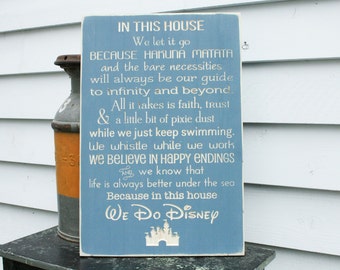 IN THIS HOUSE
We let it go
BECAUSE HAKUNA MATATA
and the bare necessities
will always be our guide
to infinity and beyond.
All it takes is faith, trust
& a little bit of pixie dust
while we just keep swimming.
We whistle while we work
WE BELIEVE IN HAPPY ENDINGS
we know that
life is always better under the sea
Because in this house
We Do Disney